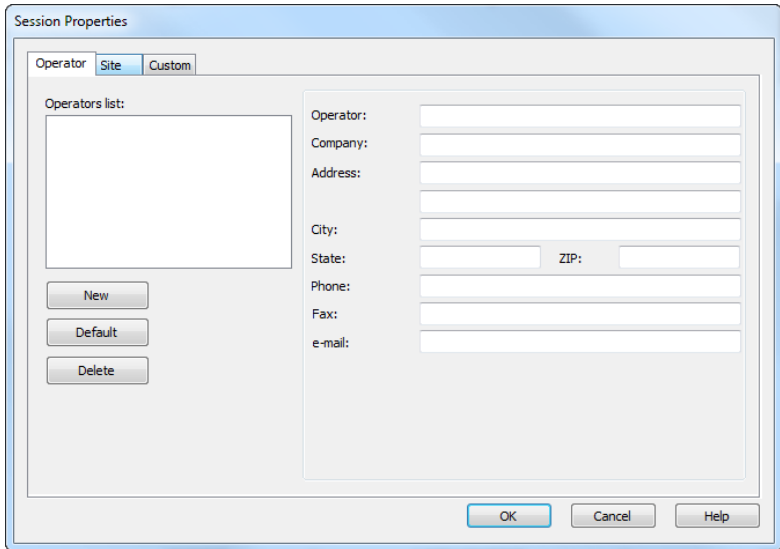 Session Properties
Operator Site Custom
Operators list:
Operator:
Company:
Address:
City:
State: ZIP:
Phone:
Fax:
e-mail:
New
Default
Delete
OK Cancel Help